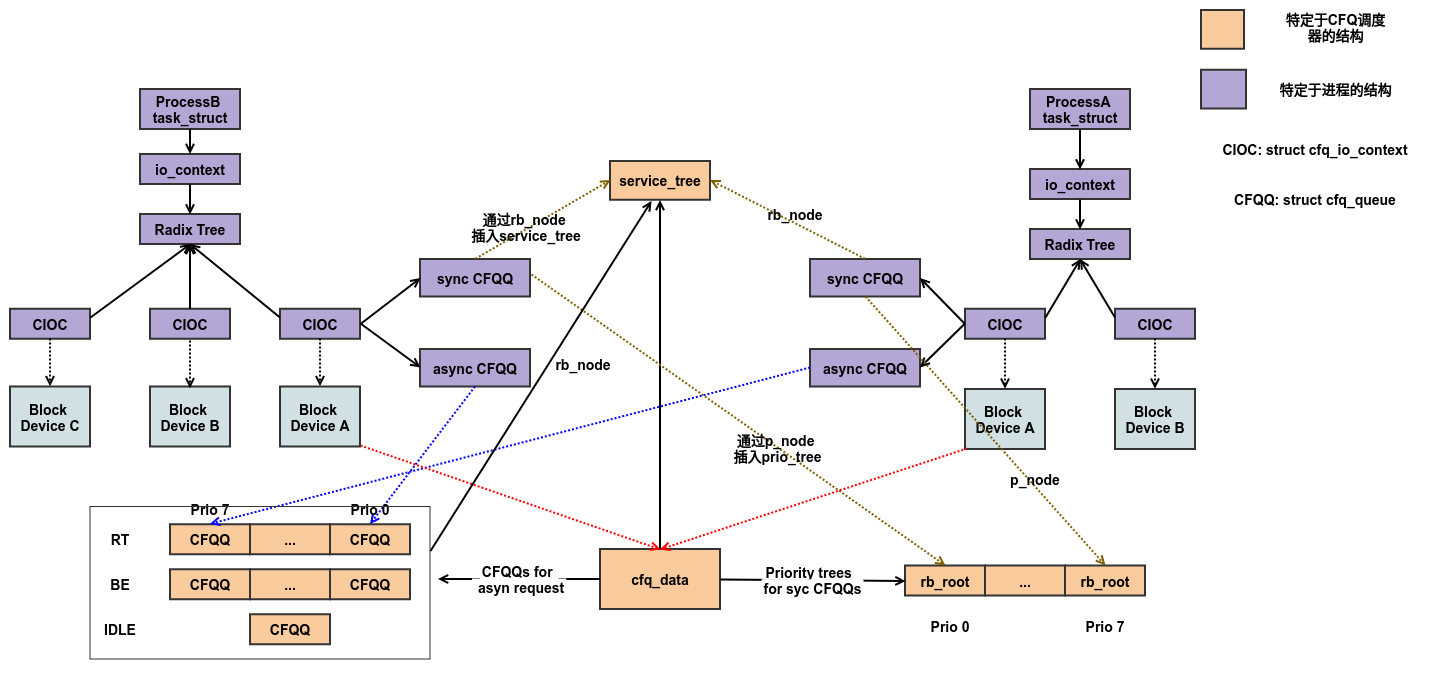 特定于CFQ调度
器的结构
特定于进程的结构
CIOC: struct cfq_io_context
CFQQ: struct cfq_queue
ProcessB
task_struct
io_context
Radix Tree
CIOC
CIOC
CIOC
Block
Device C
Block
Device B
Block
Device A
sync CFQQ
async CFQQ
通过rb_node
插入service_tree
service_tree
rb_node
rb_node
ProcessA
task_struct
io_context
Radix Tree
sync CFQQ
async CFQQ
CIOC
CIOC
Block
Device A
Block
Device B
通过p_node
插入prio_tree
p_node
Prio 7
Prio 0
RT
CFQQ
...
CFQQ
BE
CFQQ
...
CFQQ
IDLE
CFQQ
CFQQs for
asyn request
cfq_data
Priority trees
for syc CFQQs
rb_root
...
rb_root
Prio 0
Prio 7